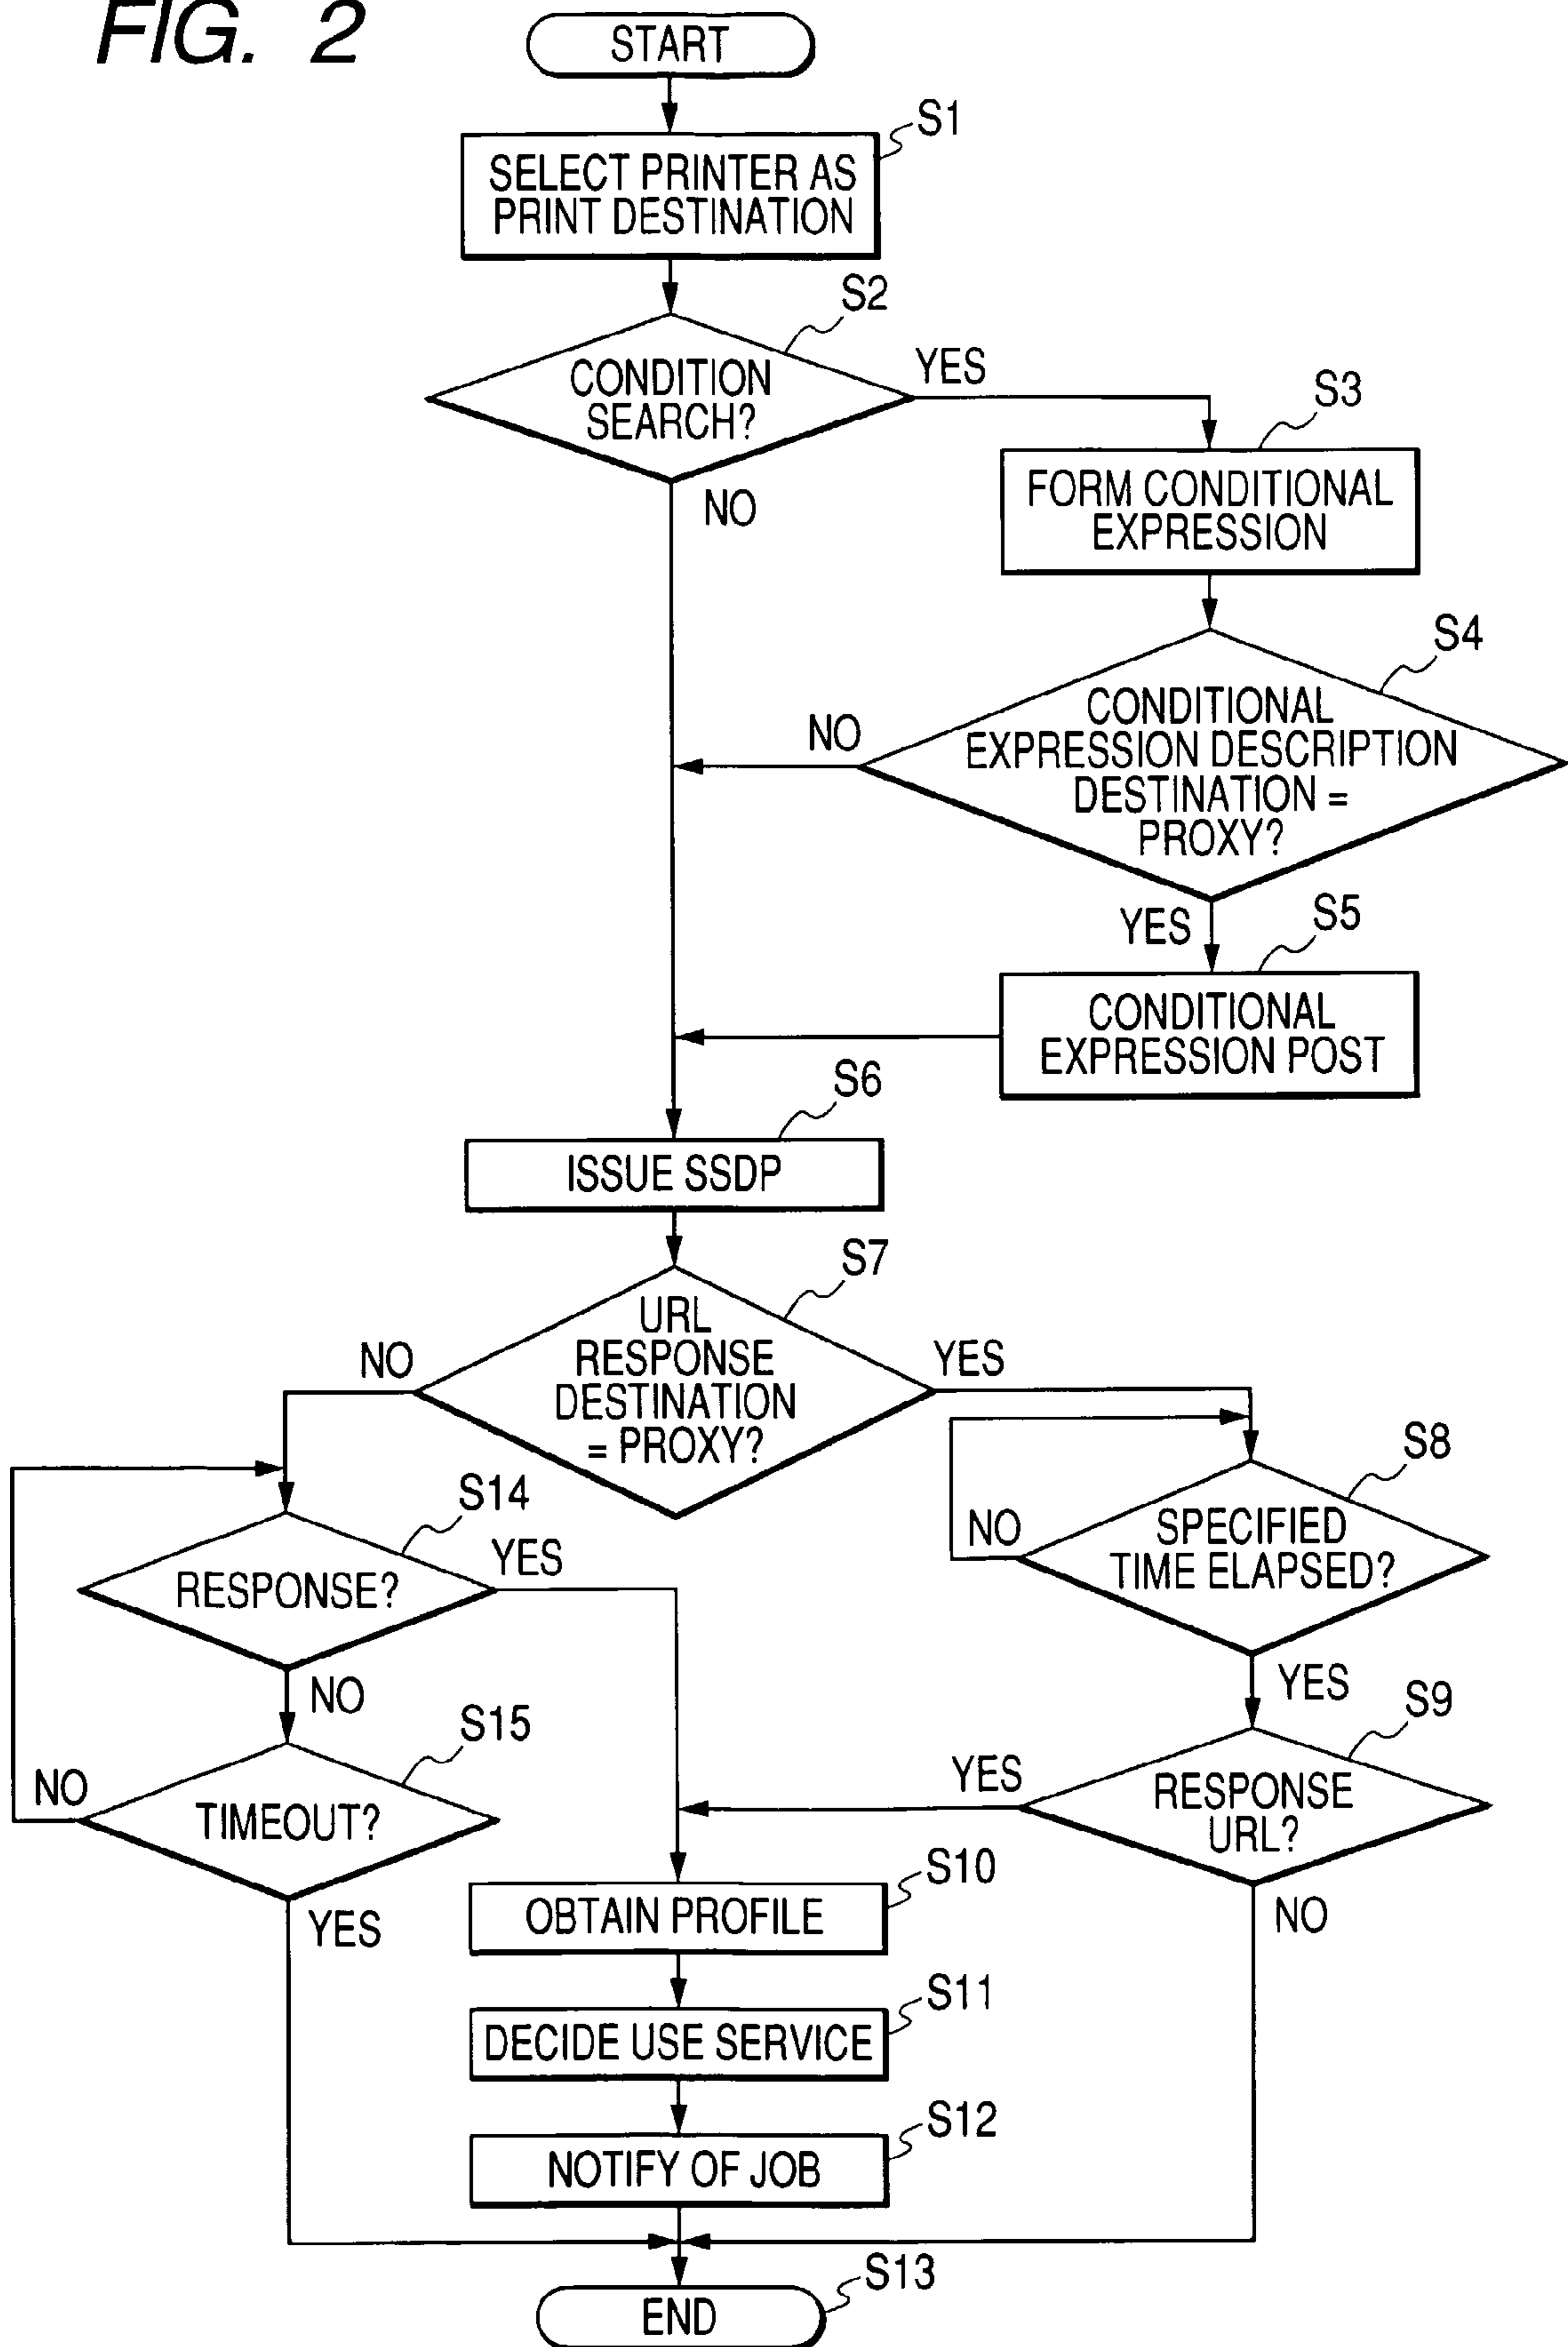 FIG. 2
START
S1
SELECT PRINTER AS
PRINT DESTINATION
S2
CONDITION
SEARCH?
YES
NO
S3
FORM CONDITIONAL
EXPRESSION
S4
CONDITIONAL
EXPRESSION DESCRIPTION
DESTINATION =
PROXY?
NO
YES
S5
CONDITIONAL
EXPRESSION POST
S6
ISSUE SSDP
S7
URL
RESPONSE
DESTINATION
= PROXY?
NO
YES
S8
SPECIFIED
TIME ELAPSED?
NO
YES
S14
RESPONSE?
YES
NO
S9
RESPONSE
URL?
YES
NO
S15
TIMEOUT?
NO
YES
S10
OBTAIN PROFILE
S11
DECIDE USE SERVICE
S12
NOTIFY OF JOB
S13
END